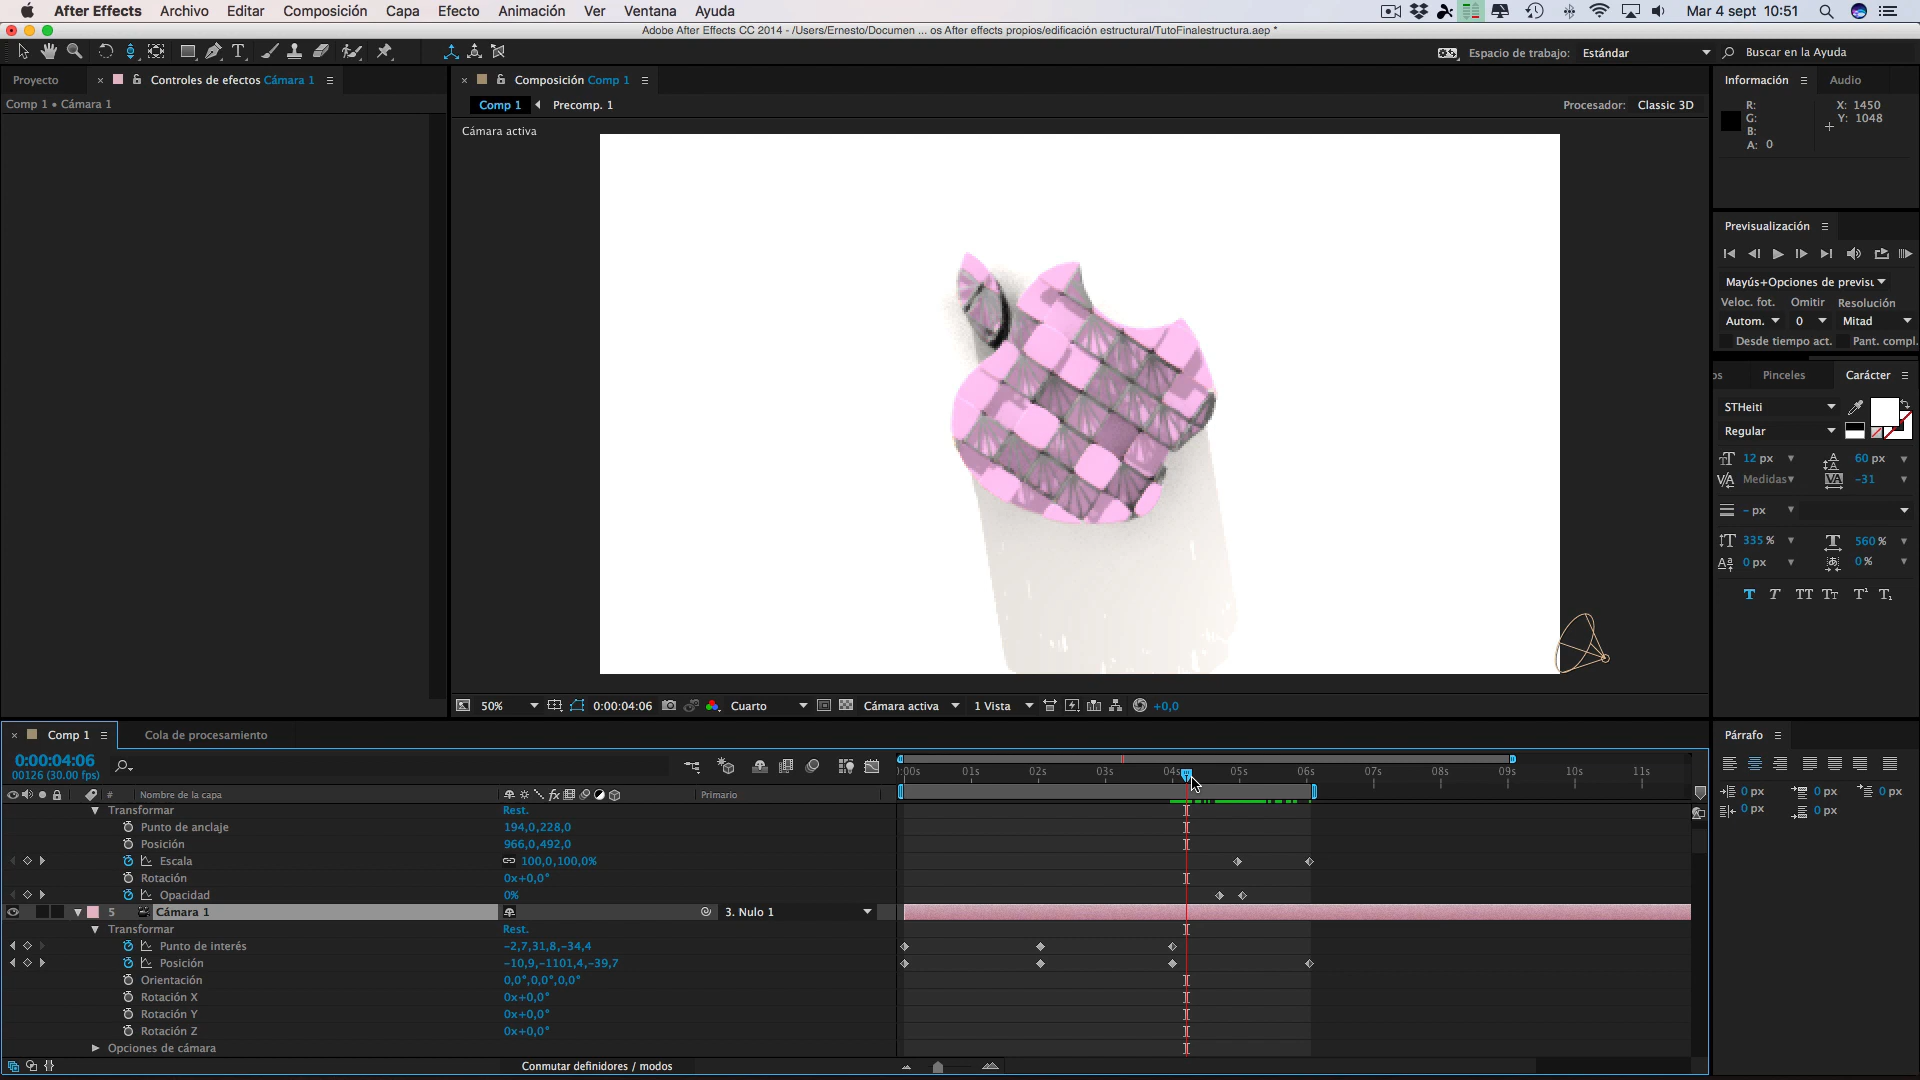 After Effects Archivo Editar Composición Capa Efecto Animación Ver Ventana Ayuda Mar 4 sept 10:51
Adobe After Effects CC 2014 - /Users/Ernesto/Documen ... os After effects propios/edificación estructural/TutoFinalestructura.aep *
Espacio de trabajo: Estándar Buscar en la Ayuda
Proyecto Controles de efectos Cámara 1 Composición Comp 1 Información Audio
Comp 1 • Cámara 1 Comp 1 Precomp. 1 Procesador: Classic 3D
Cámara activa
R:
G:
B:
A: 0
X: 1450
Y: 1048
Previsualización
Mayús+Opciones de previsı
Veloc. fot. Omitir Resolución
Autom. 0 Mitad
Desde tiempo act. Pant. compl.
os Pinceles Carácter
STHeiti
Regular
12 px 60 px
Medidas -31
- px
335 % 560 %
0 px 0 %
T T TT Tт T¹ T₁
50% 0:00:04:06 Cuarto Cámara activa 1 Vista +0,0
Comp 1 Cola de procesamiento Párrafo
0:00:04:06
00126 (30.00 fps)
):00s 01s 02s 03s 04s 05s 06s 07s 08s 09s 10s 11s
# Nombre de la capa Primario
0 px 0 px 0 px
0 px 0 px
Transformar Rest.
Punto de anclaje 194,0,228,0
Posición 966,0,492,0
Escala 100,0,100,0%
Rotación 0x+0,0°
Opacidad 0%
5 Cámara 1 3. Nulo 1
Transformar Rest.
Punto de interés -2,7,31,8,-34,4
Posición -10,9,-1101,4,-39,7
Orientación 0,0°,0,0°,0,0°
Rotación X 0x+0,0°
Rotación Y 0x+0,0°
Rotación Z 0x+0,0°
Opciones de cámara
Conmutar definidores / modos